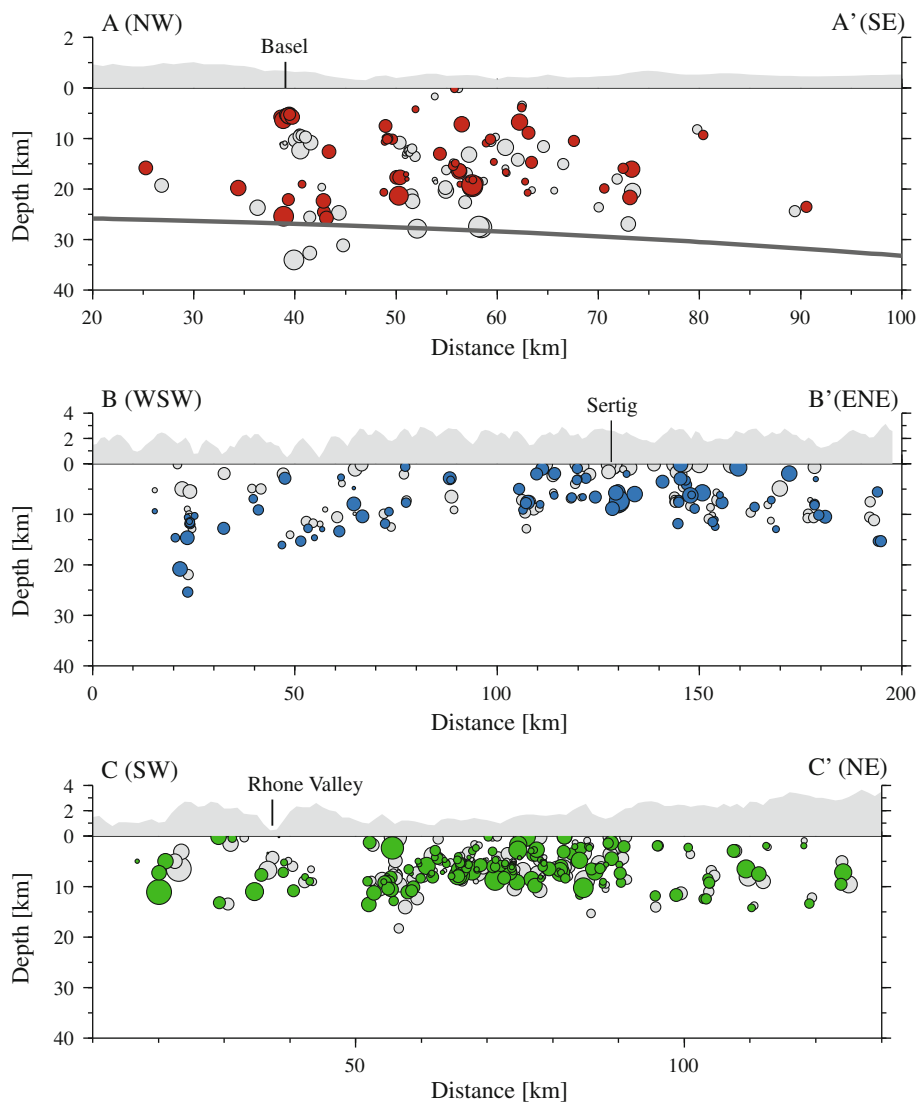 A (NW)
A' (SE)
Basel
2
0
10
20
30
40
Depth [km]
20
30
40
50
60
70
80
90
100
Distance [km]
B (WSW)
B' (ENE)
Sertig
4
2
0
10
20
30
40
Depth [km]
0
50
100
150
200
Distance [km]
C (SW)
C' (NE)
Rhone Valley
4
2
0
10
20
30
40
Depth [km]
50
100
Distance [km]